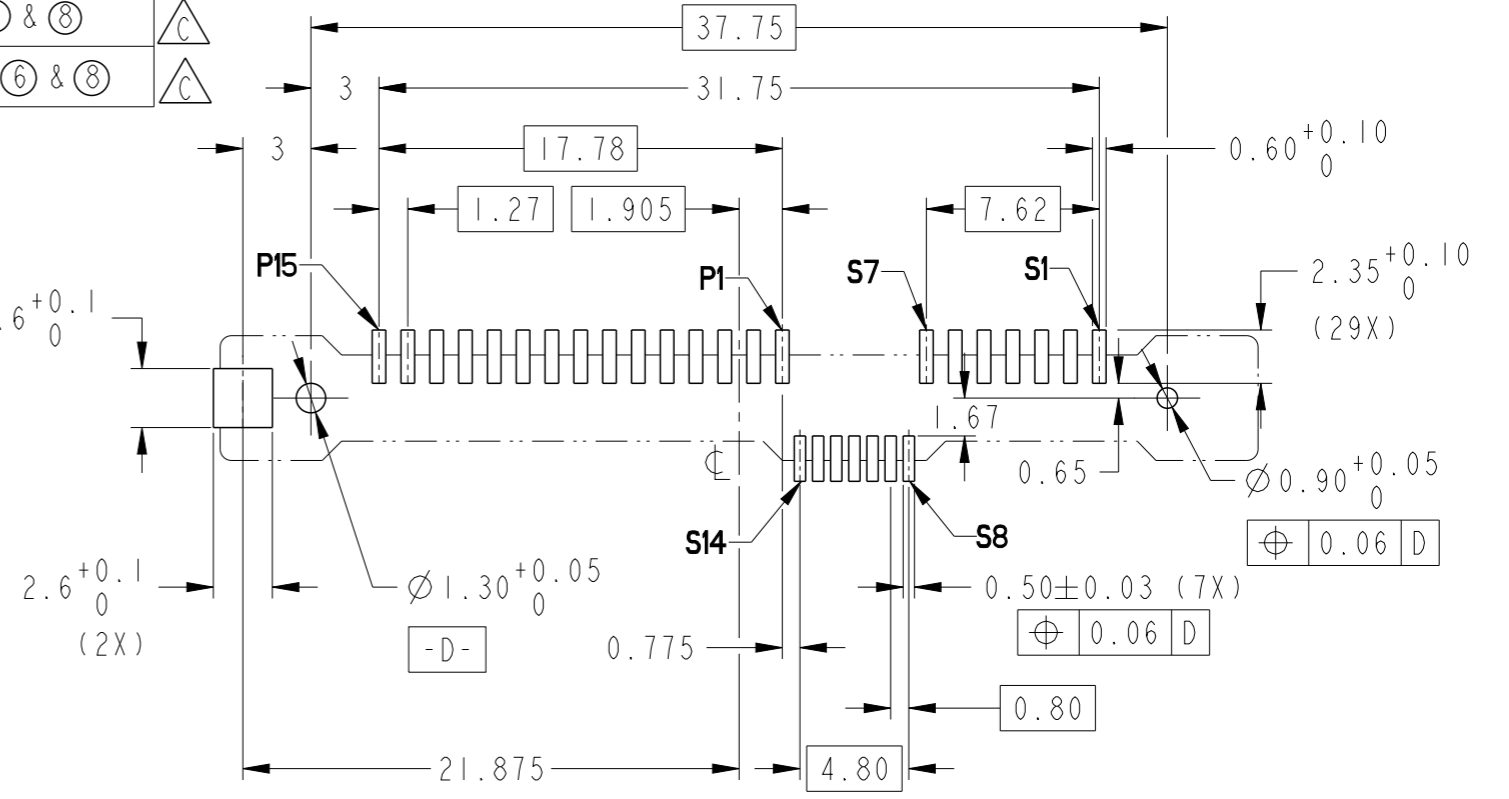 & 8
C
6 & 8
C
37.75
3
31.75
3
17.78
0.60 +0.10 0
1.27
1.905
7.62
P15
P1
S7
S1
2.35 +0.10 0
(29X)
.6 +0.1 0
1.67
0.65
℄
Ø0.90 +0.05 0
⌖ 0.06 D
S14
S8
2.6 +0.1 0
(2X)
Ø1.30 +0.05 0
-D-
0.50±0.03 (7X)
⌖ 0.06 D
0.775
0.80
21.875
4.80